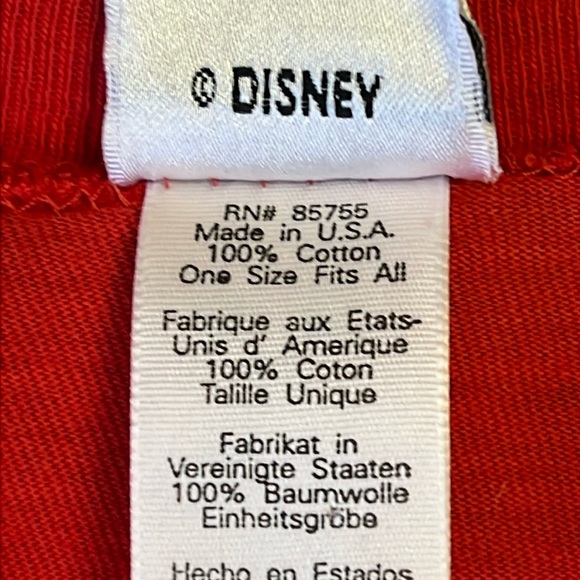 © DISNEY
RN# 85755
Made in U.S.A.
100% Cotton
One Size Fits All
Fabrique aux Etats-
Unis d' Amerique
100% Coton
Talille Unique
Fabrikat in
Vereinigte Staaten
100% Baumwolle
Einheitsgröbe
Hecho en Estados